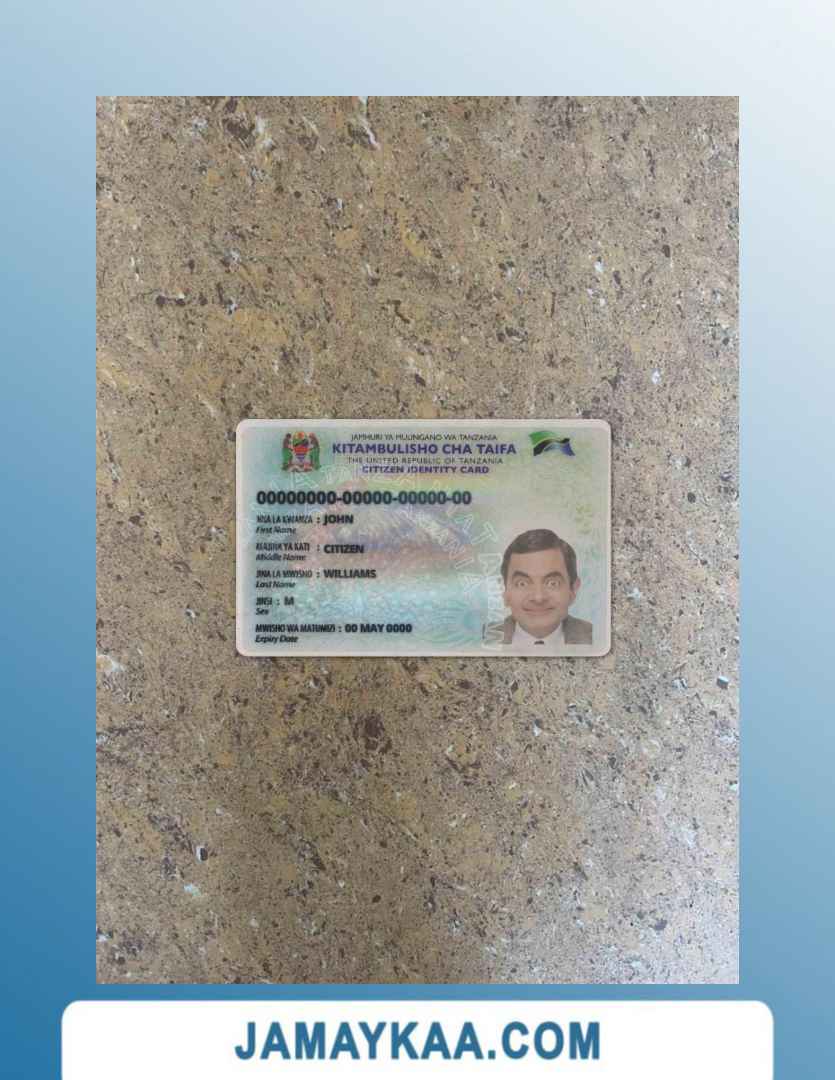 JAMHURI YA MUUNGANO WA TANZANIA
KITAMBULISHO CHA TAIFA
THE UNITED REPUBLIC OF TANZANIA
CITIZEN IDENTITY CARD
00000000-00000-00000-00
JINA LA KWANZA : JOHN
First Name
MAJINA YA KATI : CITIZEN
Middle Name
JINA LA MWISHO : WILLIAMS
Last Name
JINSI : M
Sex
MWISHO WA MATUMIZI : 00 MAY 0000
Expiry Date
JAMAYKAA.COM